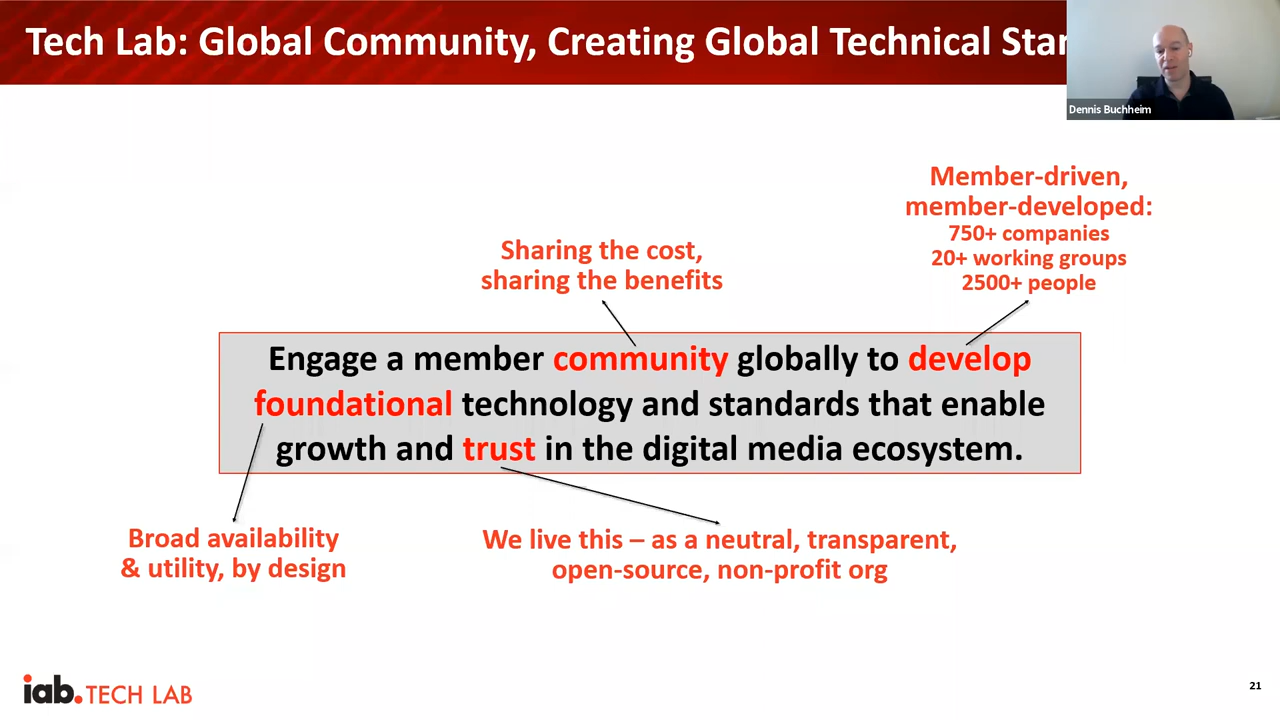 Tech Lab: Global Community, Creating Global Technical
Dennis Buchheim
Member-driven,
member-developed:
750+ companies
20+ working groups
2500+ people
Sharing the cost,
sharing the benefits
Engage a member community globally to develop
foundational technology and standards that enable
growth and trust in the digital media ecosystem.
Broad availability
& utility, by design
We live this – as a neutral, transparent,
open-source, non-profit org
iab.TECH LAB
21